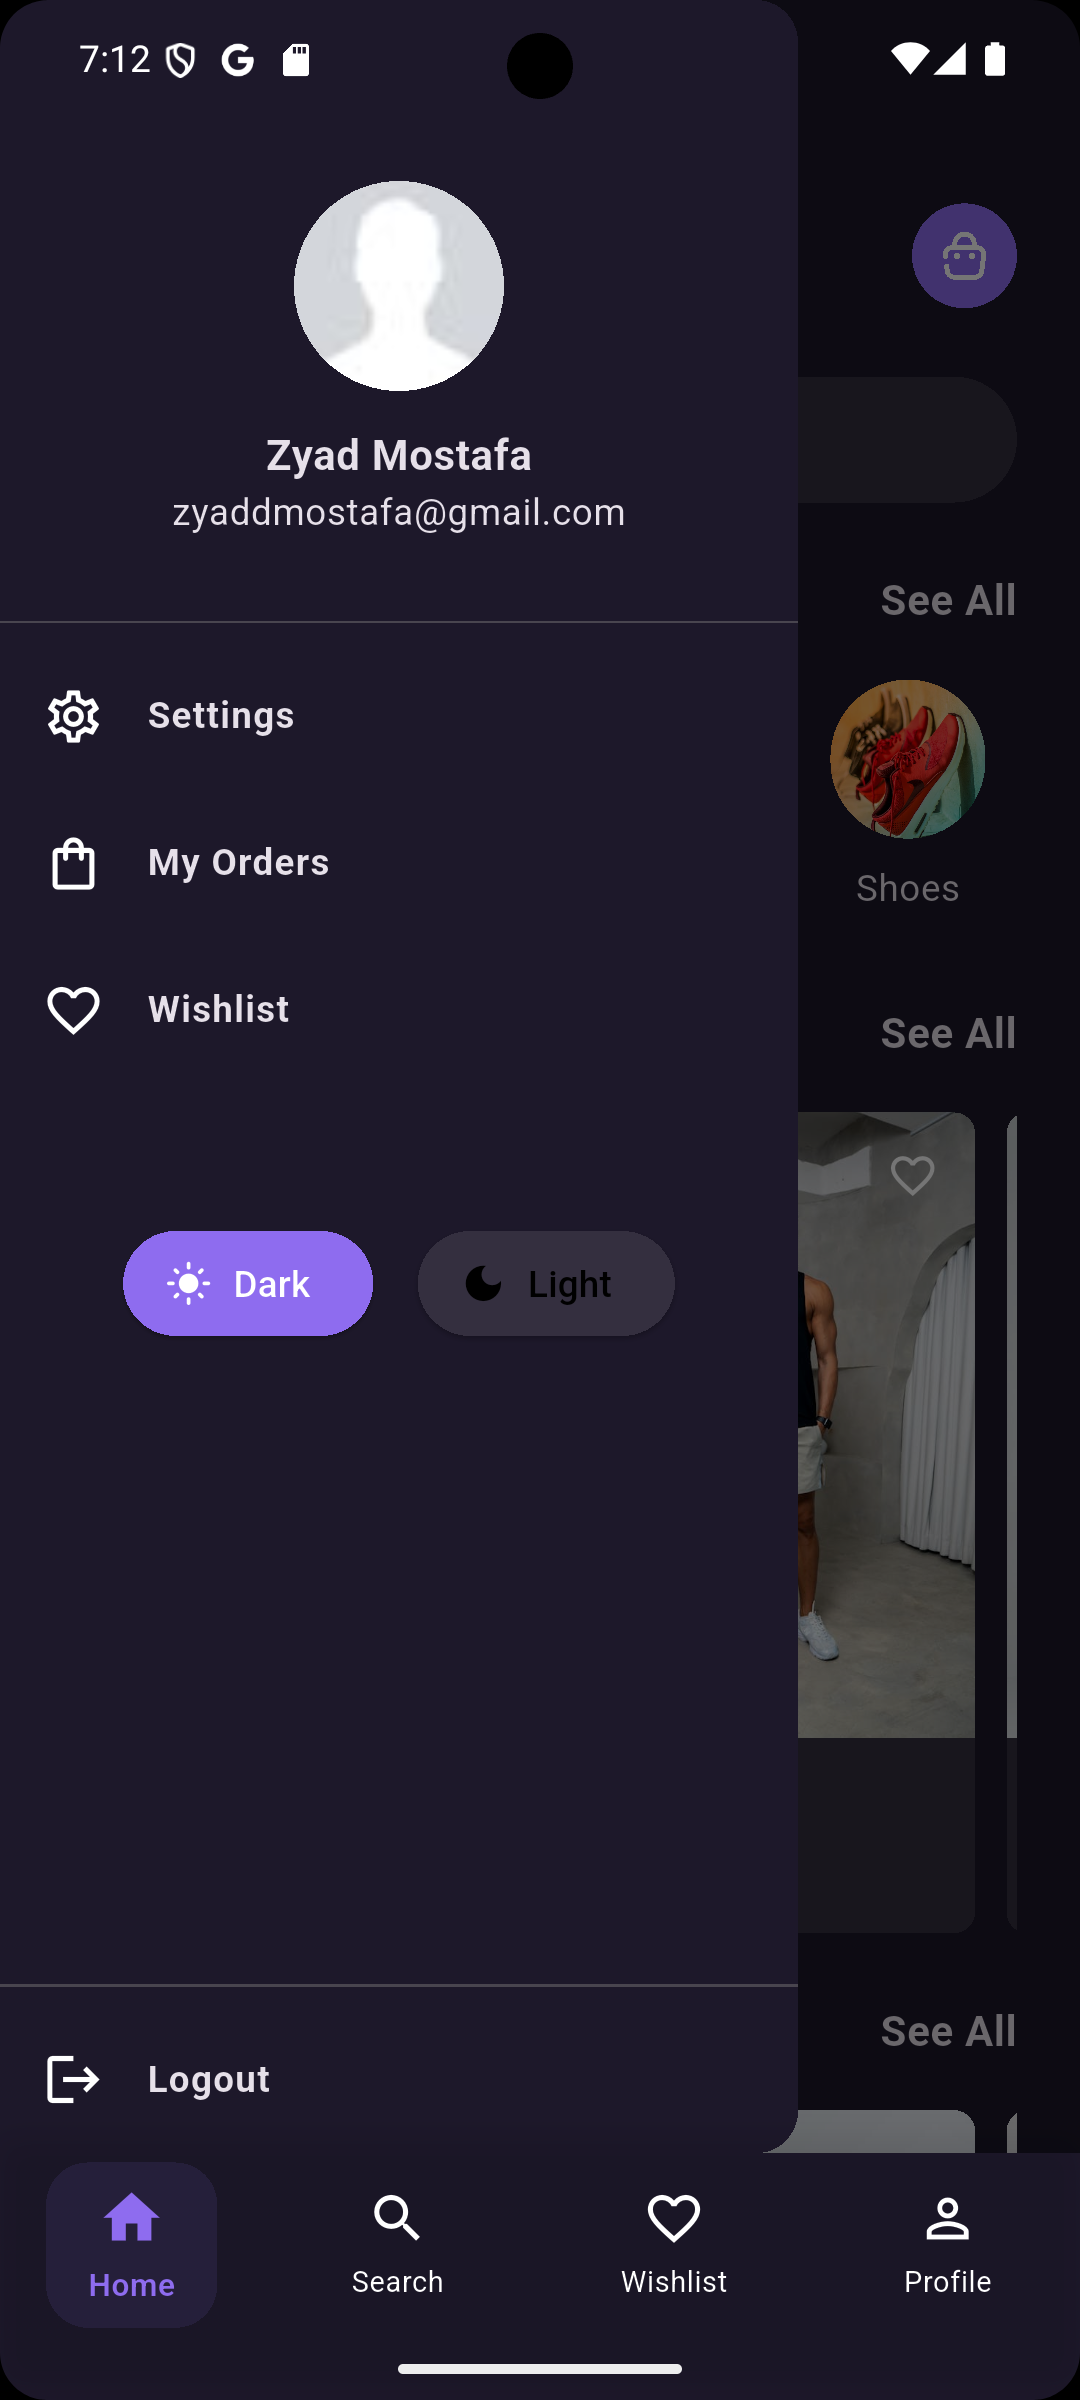 7:12
Zyad Mostafa
zyaddmostafa@gmail.com
See All
Settings
My Orders
Shoes
Wishlist
See All
Dark
Light
See All
Logout
Home
Search
Wishlist
Profile